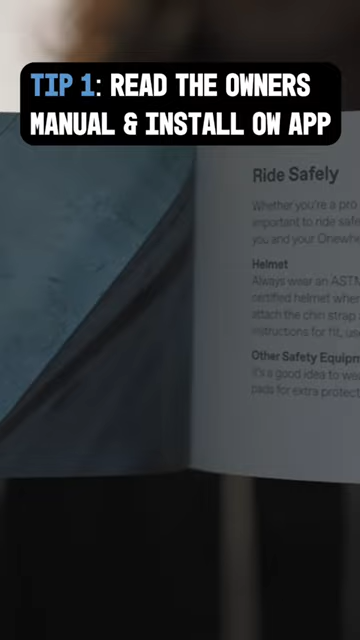 TIP 1: READ THE OWNERS
MANUAL & INSTALL OW APP
Ride Safely
Whether you're a pro
important to ride safe
you and your Onewhe
Helmet
Always wear an ASTM
certified helmet when
attach the chin strap
instructions for fit, us
Other Safety Equipm
It's a good idea to wea
pads for extra protect